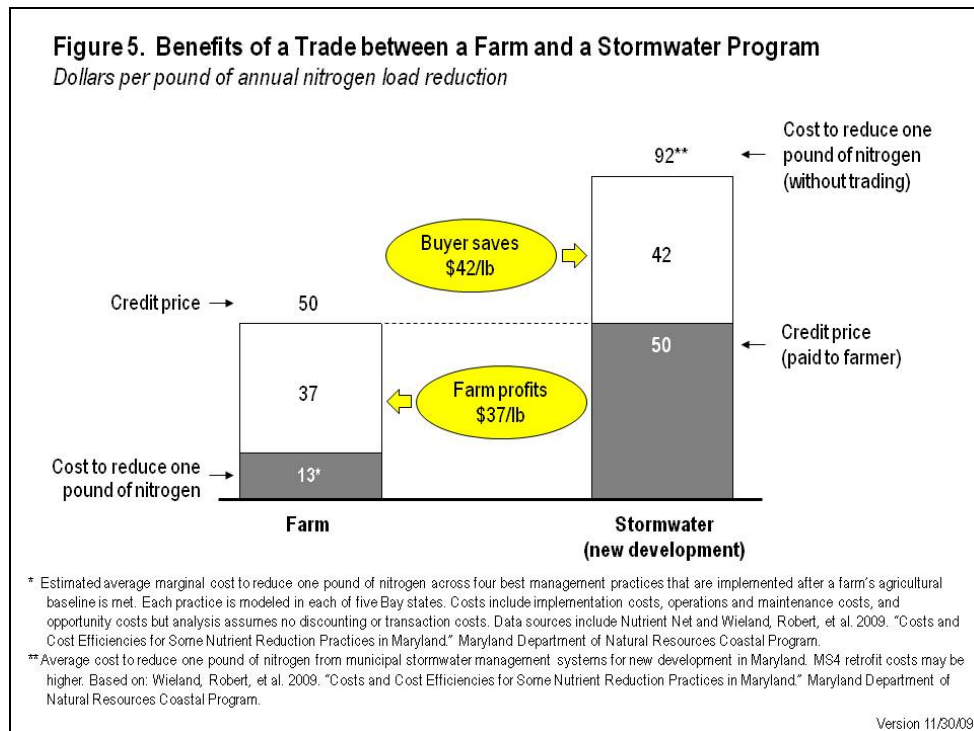 Figure 5. Benefits of a Trade between a Farm and a Stormwater Program
Dollars per pound of annual nitrogen load reduction
92**
Cost to reduce one
pound of nitrogen
(without trading)
Buyer saves
$42/lb
42
Credit price
50
50
Credit price
(paid to farmer)
37
Farm profits
$37/lb
Cost to reduce one
pound of nitrogen
13*
Farm
Stormwater
(new development)
* Estimated average marginal cost to reduce one pound of nitrogen across four best management practices that are implemented after a farm's agricultural
baseline is met. Each practice is modeled in each of five Bay states. Costs include implementation costs, operations and maintenance costs, and
opportunity costs but analysis assumes no discounting or transaction costs. Data sources include Nutrient Net and Wieland, Robert, et al. 2009. "Costs and
Cost Efficiencies for Some Nutrient Reduction Practices in Maryland." Maryland Department of Natural Resources Coastal Program.
** Average cost to reduce one pound of nitrogen from municipal stormwater management systems for new development in Maryland. MS4 retrofit costs may be
higher. Based on: Wieland, Robert, et al. 2009. "Costs and Cost Efficiencies for Some Nutrient Reduction Practices in Maryland." Maryland Department of
Natural Resources Coastal Program.
Version 11/30/09